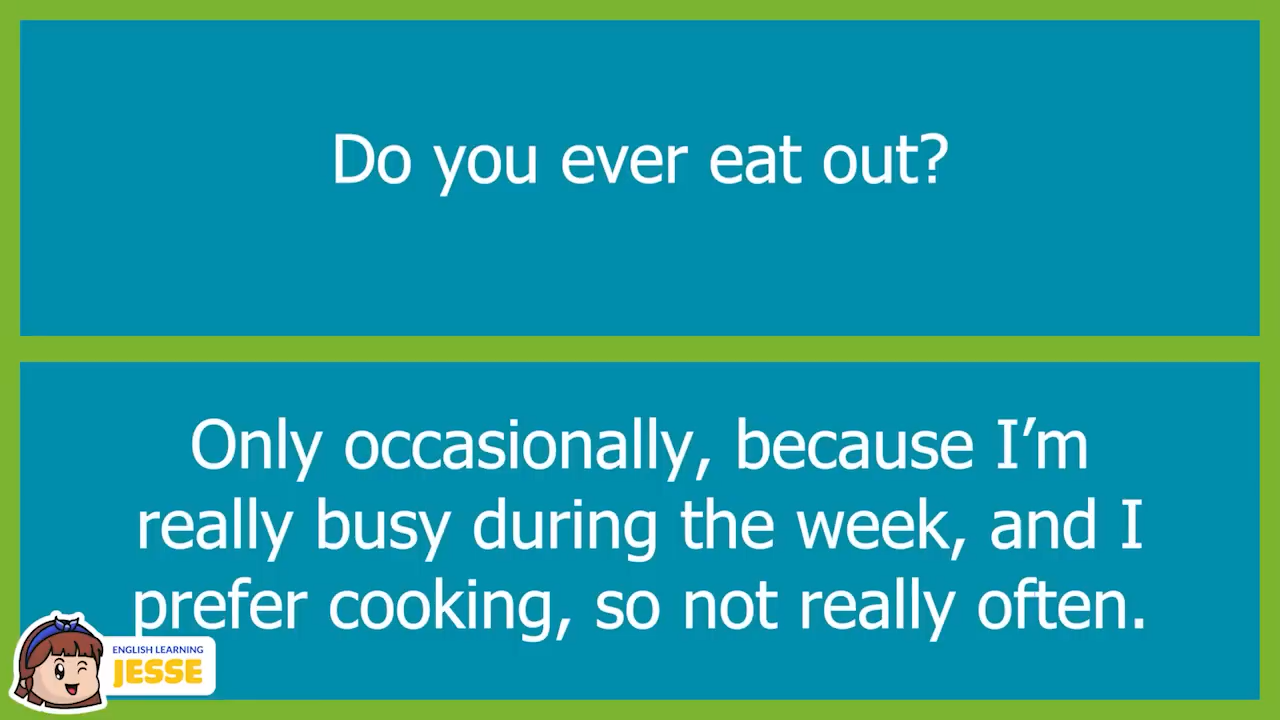 Do you ever eat out?
Only occasionally, because I’m
really busy during the week, and I
prefer cooking, so not really often.
ENGLISH LEARNING
JESSE